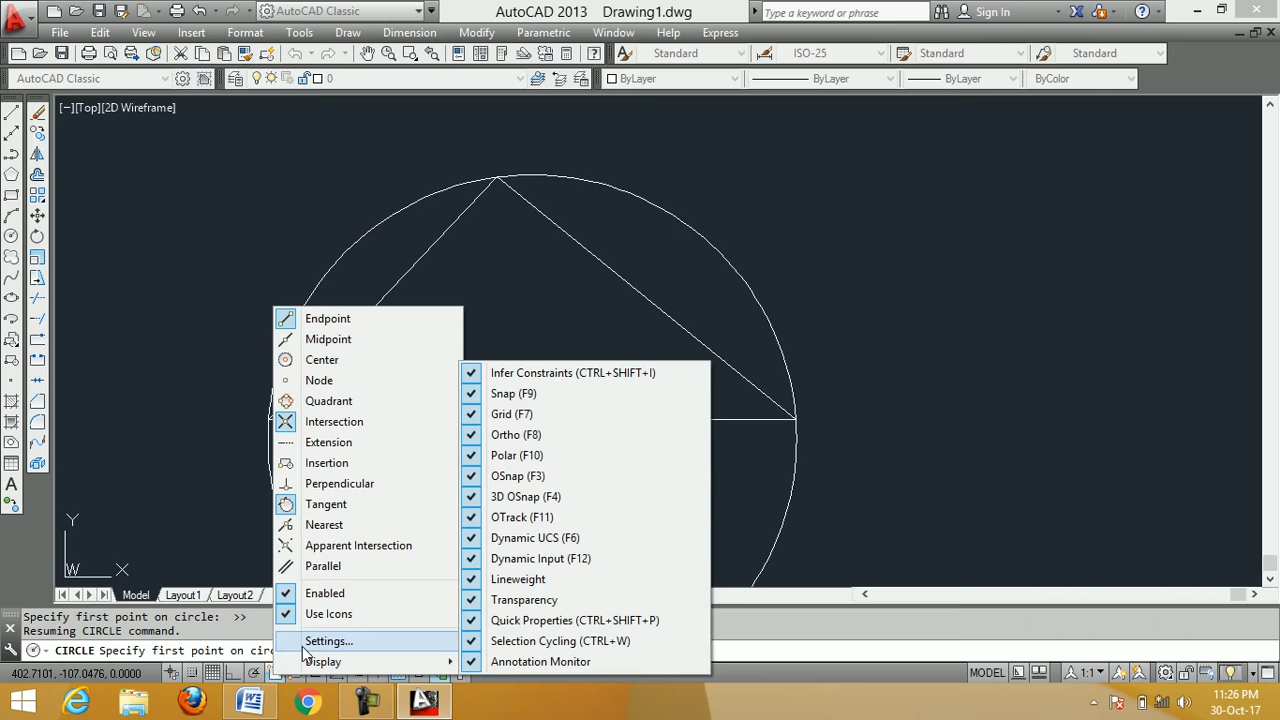 AutoCAD Classic
AutoCAD 2013 Drawing1.dwg
Type a keyword or phrase
Sign In
File Edit View Insert Format Tools Draw Dimension Modify Parametric Window Help Express
Standard ISO-25 Standard Standard
AutoCAD Classic 0 ByLayer ByLayer ByLayer ByColor
[−][Top][2D Wireframe]
Endpoint
Midpoint
Center
Node
Quadrant
Intersection
Extension
Insertion
Perpendicular
Tangent
Nearest
Apparent Intersection
Parallel
Enabled
Use Icons
Settings...
Display
Infer Constraints (CTRL+SHIFT+I)
Snap (F9)
Grid (F7)
Ortho (F8)
Polar (F10)
OSnap (F3)
3D OSnap (F4)
OTrack (F11)
Dynamic UCS (F6)
Dynamic Input (F12)
Lineweight
Transparency
Quick Properties (CTRL+SHIFT+P)
Selection Cycling (CTRL+W)
Annotation Monitor
Y
W X
Model Layout1 Layout2
Specify first point on circle: >>
Resuming CIRCLE command.
CIRCLE Specify first point on circ
402.7101, -107.0476, 0.0000
MODEL 1:1
11:26 PM
30-Oct-17